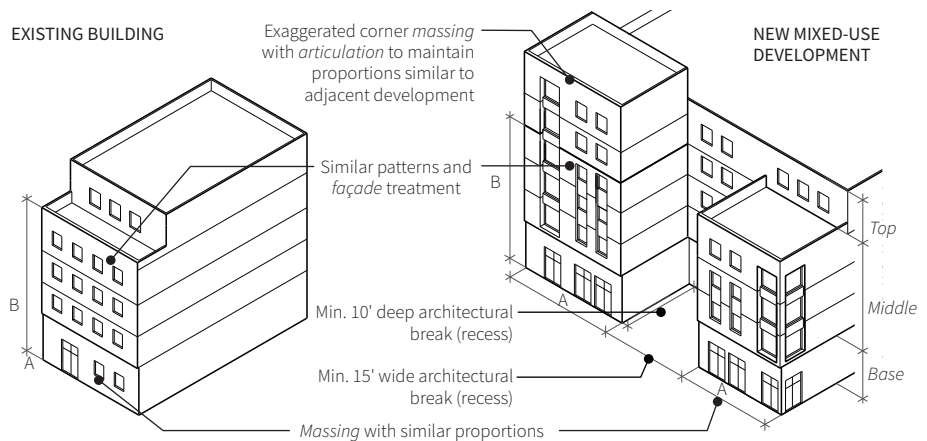 EXISTING BUILDING
Exaggerated corner massing
with articulation to maintain
proportions similar to
adjacent development
NEW MIXED-USE
DEVELOPMENT
Similar patterns and
façade treatment
B
B
Top
Middle
Base
A
A
A
Min. 10' deep architectural
break (recess)
Min. 15' wide architectural
break (recess)
Massing with similar proportions